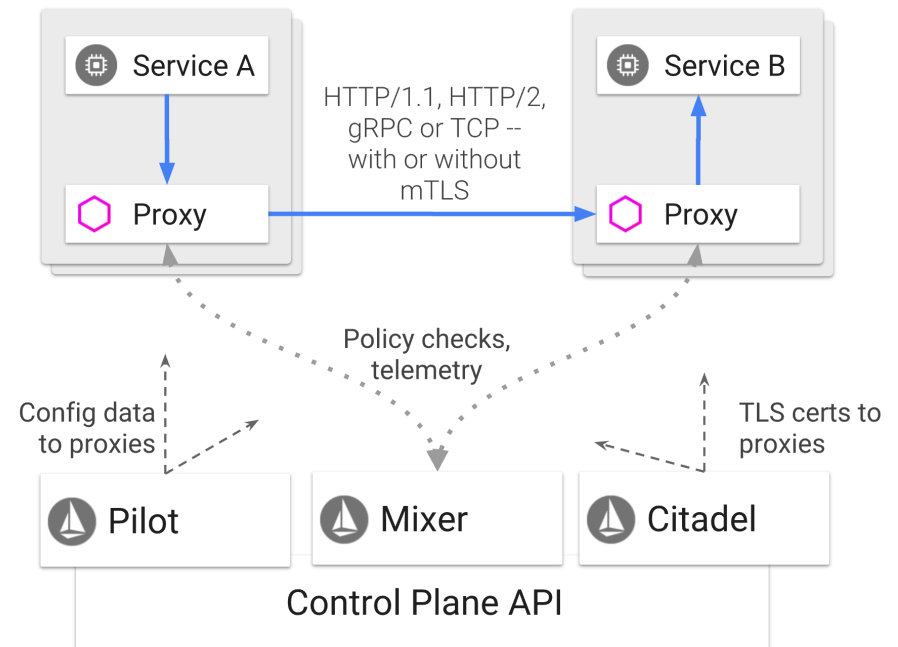 Service A
Service B
HTTP/1.1, HTTP/2,
gRPC or TCP --
with or without
mTLS
Proxy
Proxy
Policy checks,
telemetry
Config data
to proxies
TLS certs to
proxies
Pilot
Mixer
Citadel
Control Plane API